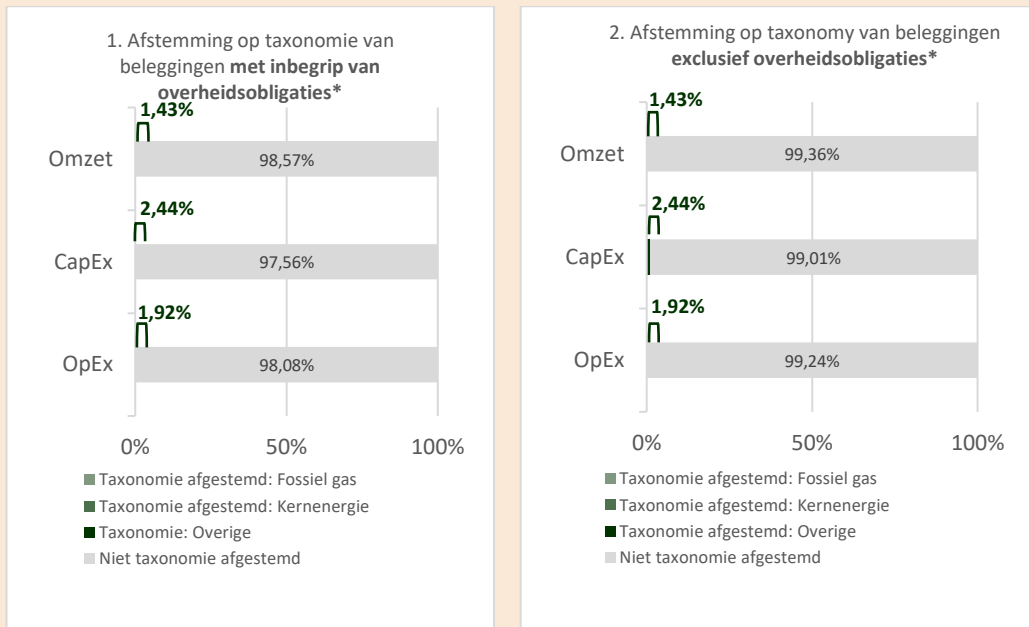 1. Afstemming op taxonomie van
beleggingen met inbegrip van
overheidsobligaties*
1,43%
Omzet
98,57%
2,44%
CapEx
97,56%
1,92%
OpEx
98,08%
0%
50%
100%
Taxonomie afgestemd: Fossiel gas
Taxonomie afgestemd: Kernenergie
Taxonomie: Overige
Niet taxonomie afgestemd
2. Afstemming op taxonomy van beleggingen
exclusief overheidsobligaties*
1,43%
Omzet
99,36%
2,44%
CapEx
99,01%
1,92%
OpEx
99,24%
0%
50%
100%
Taxonomie afgestemd: Fossiel gas
Taxonomie afgestemd: Kernenergie
Taxonomie afgestemd: Overige
Niet taxonomie afgestemd